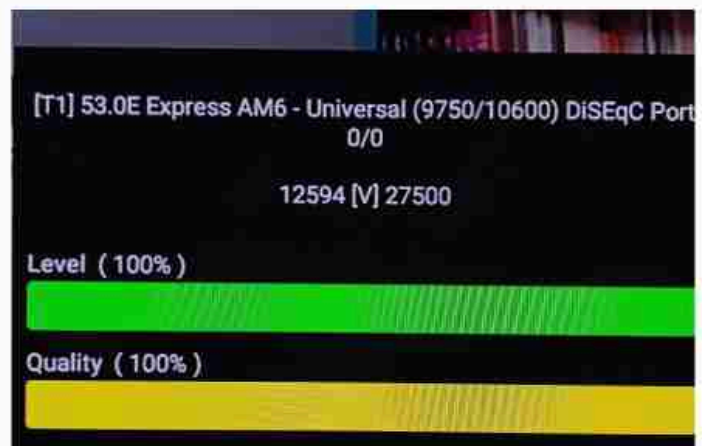 [T1] 53.0E Express AM6 - Universal (9750/10600) DiSEqC Port
0/0
12594 [V] 27500
Level ( 100% )
Quality ( 100% )